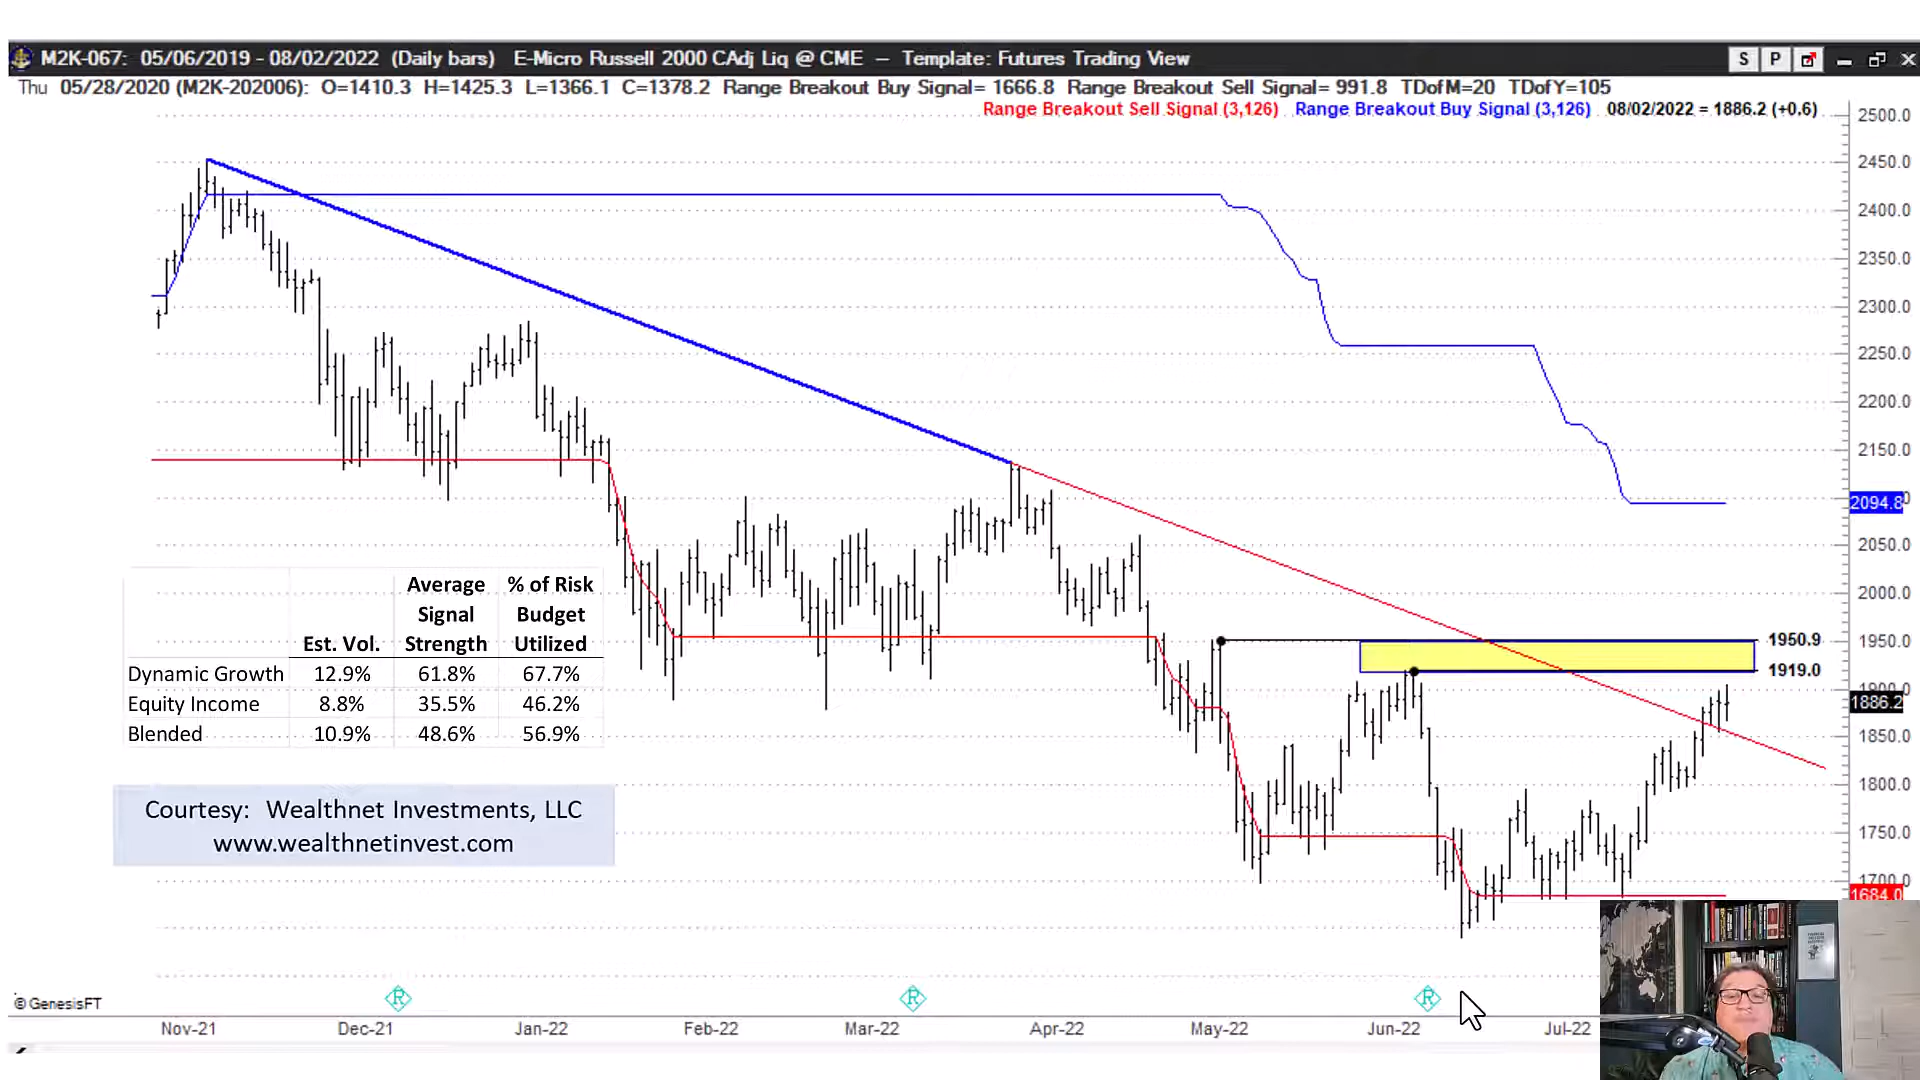 M2K-067: 05/06/2019 - 08/02/2022 (Daily bars) E-Micro Russell 2000 CAdj Liq @ CME — Template: Futures Trading View
S P
Thu 05/28/2020 (M2K-202006): O=1410.3 H=1425.3 L=1366.1 C=1378.2 Range Breakout Buy Signal= 1666.8 Range Breakout Sell Signal= 991.8 TDofM=20 TDofY=105
Range Breakout Sell Signal (3,126) Range Breakout Buy Signal (3,126) 08/02/2022 = 1886.2 (+0.6)
2500.0
2450.0
2400.0
2350.0
2300.0
2250.0
2200.0
2150.0
2094.8
2050.0
2000.0
1950.0
1950.9
1919.0
1886.2
1850.0
1800.0
1750.0
1700.0
1684.0
Average Signal Strength
% of Risk Budget Utilized
Est. Vol.
Dynamic Growth 12.9% 61.8% 67.7%
Equity Income 8.8% 35.5% 46.2%
Blended 10.9% 48.6% 56.9%
Courtesy: Wealthnet Investments, LLC
www.wealthnetinvest.com
R R R
© GenesisFT
Nov-21 Dec-21 Jan-22 Feb-22 Mar-22 Apr-22 May-22 Jun-22 Jul-22